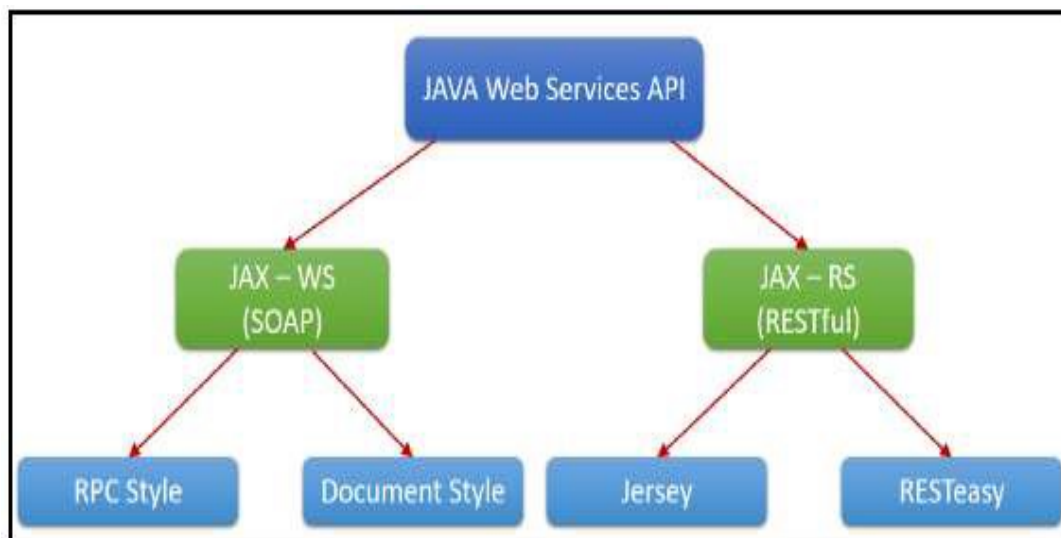 JAVA Web Services API
JAX – WS
(SOAP)
JAX – RS
(RESTful)
RPC Style
Document Style
Jersey
RESTeasy